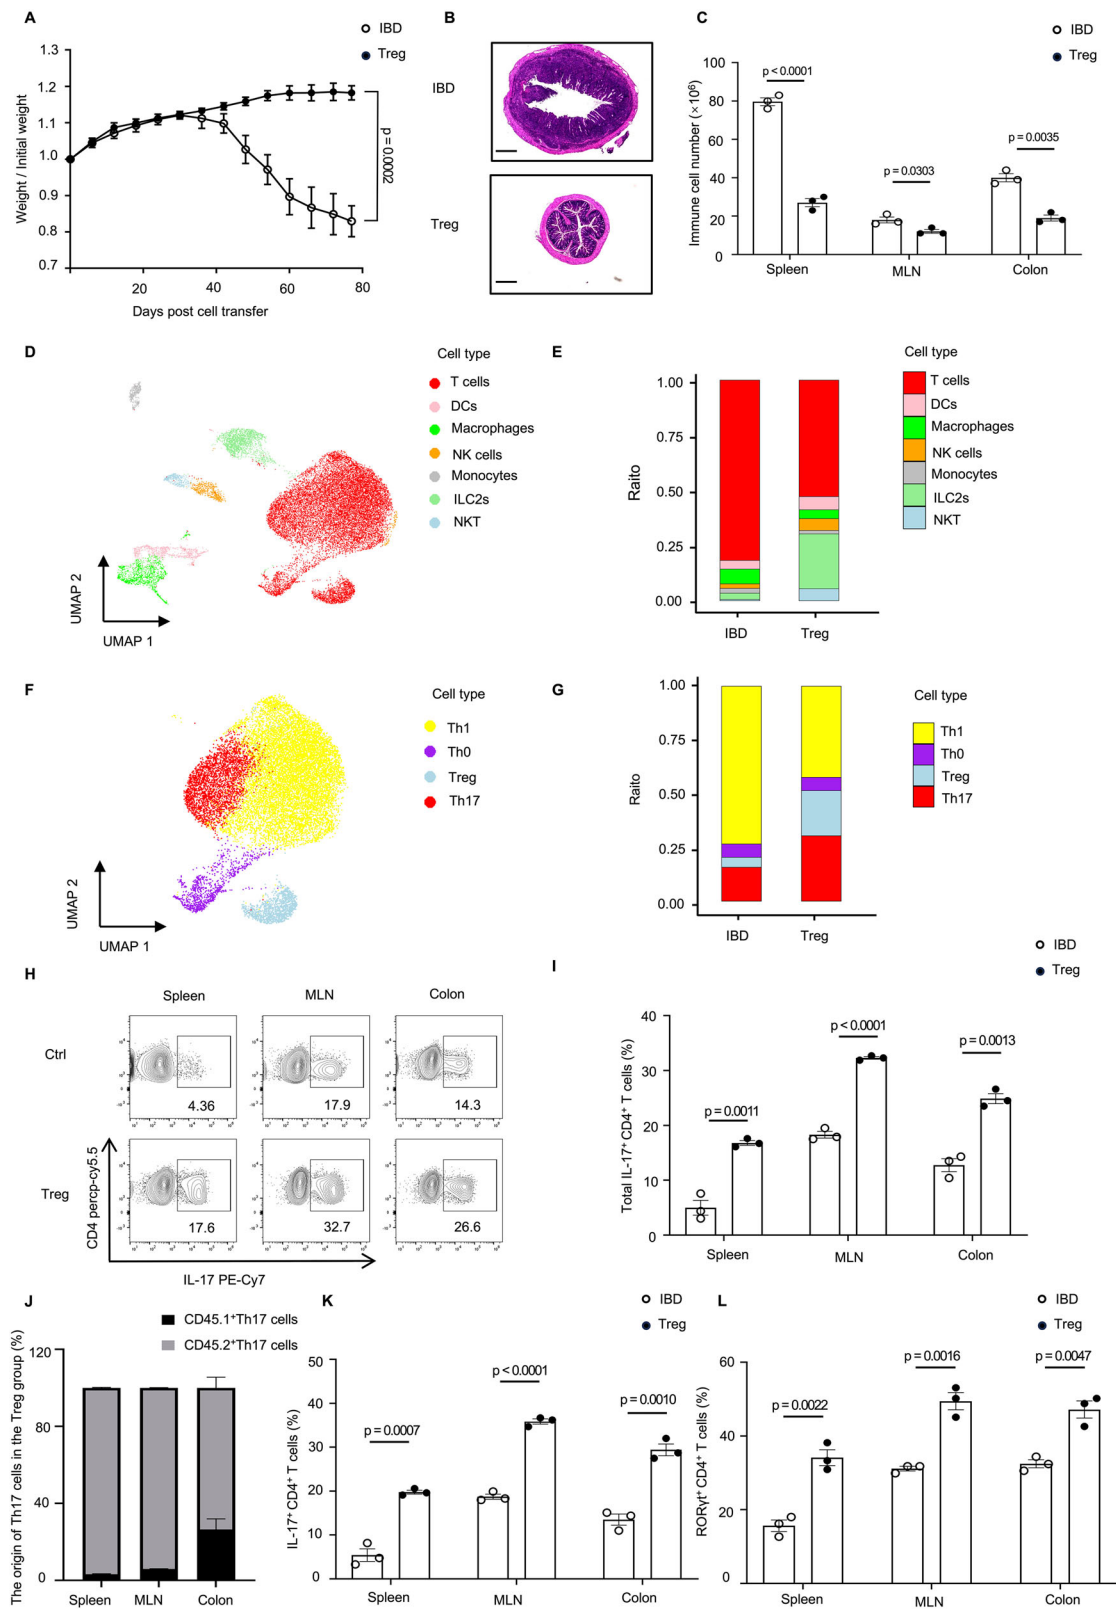 A
IBD
Treg
1.3
1.2
1.1
1.0
0.9
0.8
0.7
Weight / Initial weight
20
40
60
80
Days post cell transfer
p = 0.0002
B
IBD
Treg
C
IBD
Treg
Immune cell number (×10⁶)
100
80
60
40
20
0
p < 0.0001
p = 0.0303
p = 0.0035
Spleen
MLN
Colon
D
Cell type
T cells
DCs
Macrophages
NK cells
Monocytes
ILC2s
NKT
UMAP 2
UMAP 1
E
Raito
1.00
0.75
0.50
0.25
0.00
IBD
Treg
Cell type
T cells
DCs
Macrophages
NK cells
Monocytes
ILC2s
NKT
F
Cell type
Th1
Th0
Treg
Th17
UMAP 2
UMAP 1
G
Raito
1.00
0.75
0.50
0.25
0.00
IBD
Treg
Cell type
Th1
Th0
Treg
Th17
H
Spleen
MLN
Colon
Ctrl
4.36
17.9
14.3
Treg
17.6
32.7
26.6
CD4 percp-cy5.5
IL-17 PE-Cy7
I
IBD
Treg
Total IL-17⁺ CD4⁺ T cells (%)
40
30
20
10
0
p = 0.0011
p < 0.0001
p = 0.0013
Spleen
MLN
Colon
J
CD45.1⁺Th17 cells
CD45.2⁺Th17 cells
The origin of Th17 cells in the Treg group (%)
120
80
40
0
Spleen
MLN
Colon
K
IBD
Treg
IL-17⁺ CD4⁺ T cells (%)
50
40
30
20
10
0
p = 0.0007
p < 0.0001
p = 0.0010
Spleen
MLN
Colon
L
IBD
Treg
RORγt⁺ CD4⁺ T cells (%)
60
40
20
0
p = 0.0022
p = 0.0016
p = 0.0047
Spleen
MLN
Colon